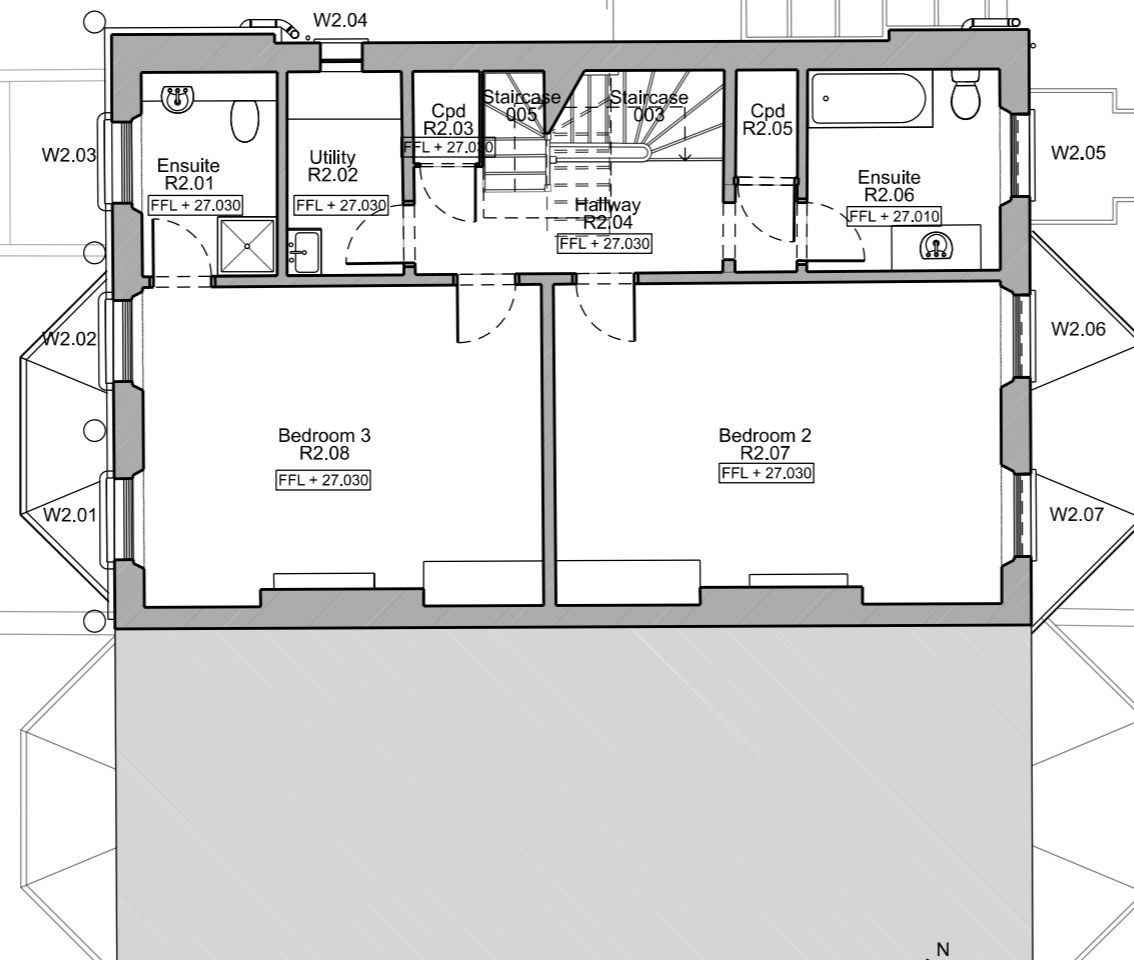 W2.04
Staircase
005
Staircase
003
Cpd
R2.03
FFL + 27.030
Cpd
R2.05
W2.03
Ensuite
R2.01
FFL + 27.030
Utility
R2.02
FFL + 27.030
Hallway
R2.04
FFL + 27.030
Ensuite
R2.06
FFL + 27.010
W2.05
W2.02
W2.06
Bedroom 3
R2.08
FFL + 27.030
Bedroom 2
R2.07
FFL + 27.030
W2.01
W2.07
N